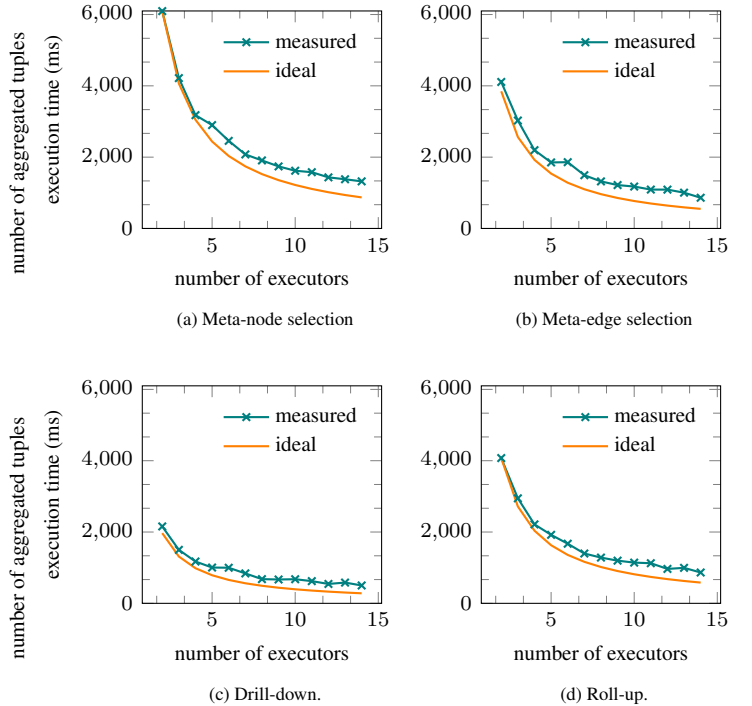 number of aggregated tuples
execution time (ms)
6,000
4,000
2,000
0
measured
ideal
5
10
15
number of executors
(a) Meta-node selection
6,000
4,000
2,000
0
measured
ideal
5
10
15
number of executors
(b) Meta-edge selection
number of aggregated tuples
execution time (ms)
6,000
4,000
2,000
0
measured
ideal
5
10
15
number of executors
(c) Drill-down.
6,000
4,000
2,000
0
measured
ideal
5
10
15
number of executors
(d) Roll-up.